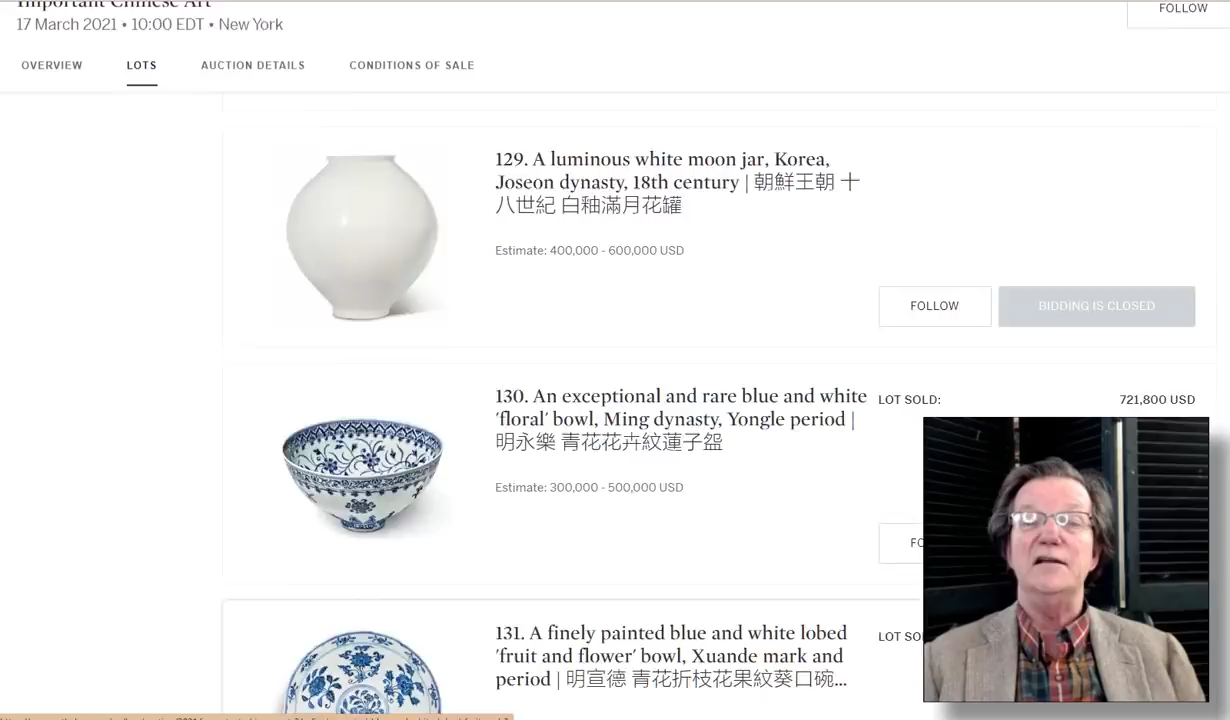 Important Chinese Art
17 March 2021 • 10:00 EDT • New York
FOLLOW
OVERVIEW
LOTS
AUCTION DETAILS
CONDITIONS OF SALE
129. A luminous white moon jar, Korea,
Joseon dynasty, 18th century | 朝鮮王朝 十
八世紀 白釉滿月花罐
Estimate: 400,000 - 600,000 USD
FOLLOW
BIDDING IS CLOSED
130. An exceptional and rare blue and white
'floral' bowl, Ming dynasty, Yongle period |
明永樂 青花花卉紋蓮子盌
LOT SOLD:
721,800 USD
Estimate: 300,000 - 500,000 USD
FO
131. A finely painted blue and white lobed
'fruit and flower' bowl, Xuande mark and
period | 明宣德 青花折枝花果紋葵口碗...
LOT SO